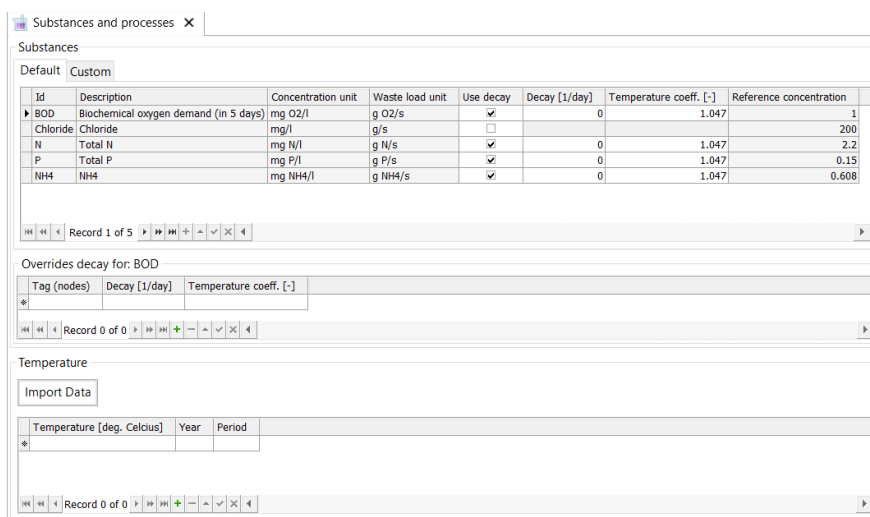 Substances and processes X
Substances
Default Custom
Id Description Concentration unit Waste load unit Use decay Decay [1/day] Temperature coeff. [-] Reference concentration
BOD Biochemical oxygen demand (in 5 days) mg O2/l g O2/s 0 1.047 1
Chloride Chloride mg/l g/s 200
N Total N mg N/l g N/s 0 1.047 2.2
P Total P mg P/l g P/s 0 1.047 0.15
NH4 NH4 mg NH4/l g NH4/s 0 1.047 0.608
Record 1 of 5
Overrides decay for: BOD
Tag (nodes) Decay [1/day] Temperature coeff. [-]
Record 0 of 0
Temperature
Import Data
Temperature [deg. Celcius] Year Period
Record 0 of 0